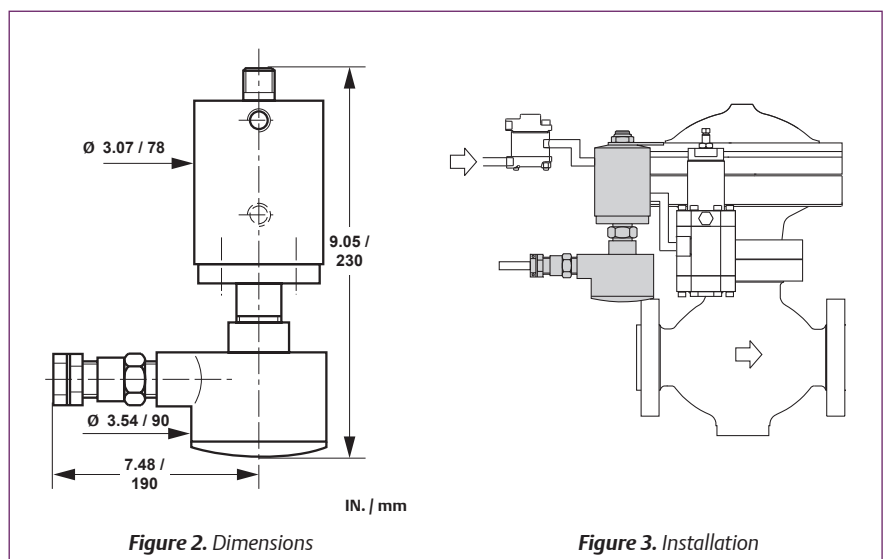 Ø 3.07 / 78
9.05 /
230
Ø 3.54 / 90
7.48 /
190
IN. / mm
Figure 2. Dimensions
Figure 3. Installation